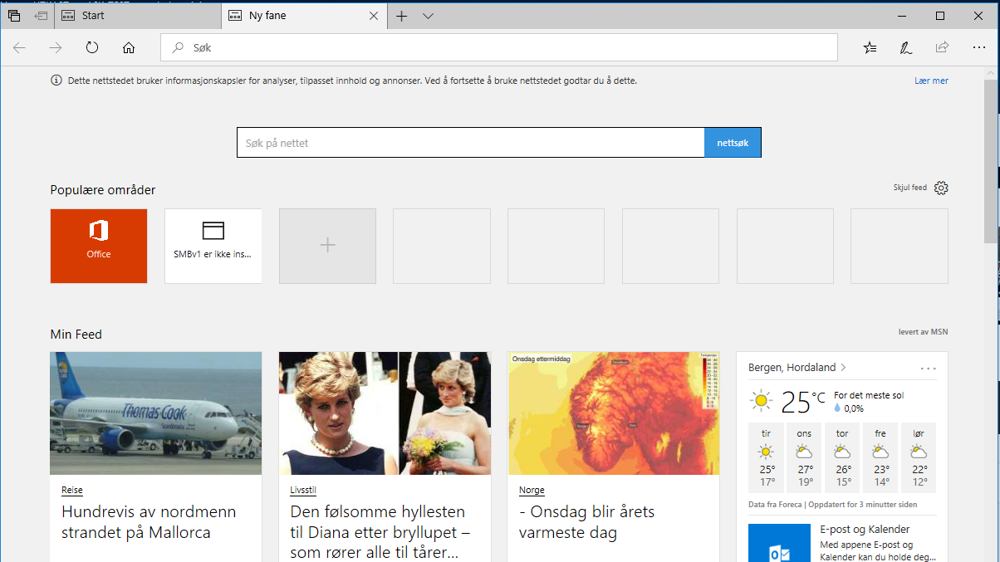 Start
Ny fane
Søk
Dette nettstedet bruker informasjonskapsler for analyser, tilpasset innhold og annonser. Ved å fortsette å bruke nettstedet godtar du å dette.
Lær mer
Søk på nettet
nettsøk
Populære områder
Skjul feed
Office
SMBv1 er ikke ins...
Min Feed
levert av MSN
Thomas Cook
Onsdag ettermiddag
Reise
Hundrevis av nordmenn
strandet på Mallorca
Livsstil
Den følsomme hyllesten
til Diana etter bryllupet –
som rører alle til tårer...
Norge
- Onsdag blir årets
varmeste dag
Bergen, Hordaland
25°C
For det meste sol
0,0%
tir ons tor fre lør
25° 27° 26° 23° 22°
17° 19° 15° 14° 12°
Data fra Foreca | Oppdatert for 3 minutter siden
E-post og Kalender
Med appene E-post og
Kalender kan du holde deg...